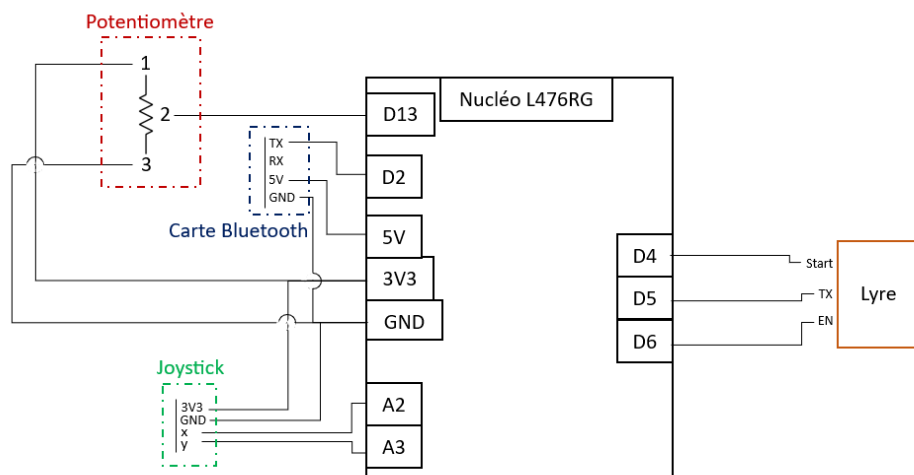 Potentiomètre
1
2
3
Nucléo L476RG
D13
TX
RX
5V
GND
Carte Bluetooth
D2
5V
3V3
GND
A2
A3
D4
D5
D6
Start
TX
EN
Lyre
Joystick
3V3
GND
x
y